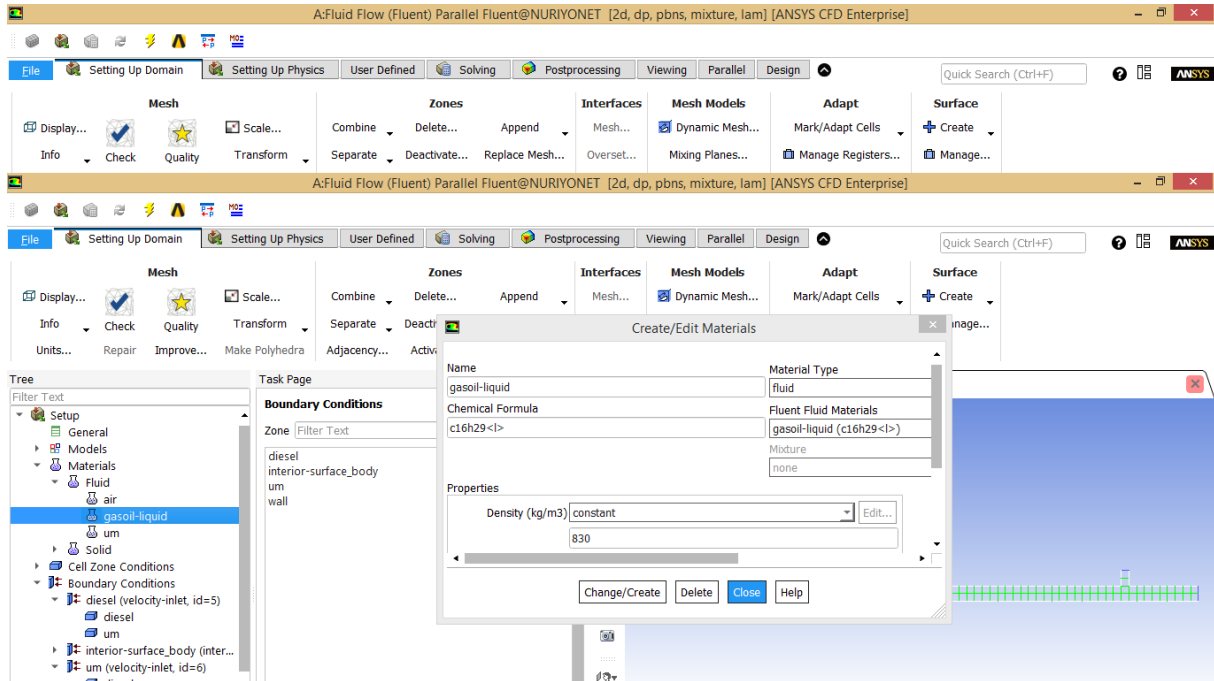 A:Fluid Flow (Fluent) Parallel Fluent@NURIYONET [2d, dp, pbns, mixture, lam] [ANSYS CFD Enterprise]
File Setting Up Domain Setting Up Physics User Defined Solving Postprocessing Viewing Parallel Design Quick Search (Ctrl+F) ANSYS
Mesh Zones Interfaces Mesh Models Adapt Surface
Display... Scale... Combine Delete... Append Mesh... Dynamic Mesh... Mark/Adapt Cells Create
Info Check Quality Transform Separate Deactivate... Replace Mesh... Overset... Mixing Planes... Manage Registers... Manage...
A:Fluid Flow (Fluent) Parallel Fluent@NURIYONET [2d, dp, pbns, mixture, lam] [ANSYS CFD Enterprise]
File Setting Up Domain Setting Up Physics User Defined Solving Postprocessing Viewing Parallel Design Quick Search (Ctrl+F) ANSYS
Mesh Zones Interfaces Mesh Models Adapt Surface
Display... Scale... Combine Delete... Append Mesh... Dynamic Mesh... Mark/Adapt Cells Create
Info Check Quality Transform Separate Deacti
Units... Repair Improve... Make Polyhedra Adjacency... Activ
Create/Edit Materials
nage...
Name
gasoil-liquid
Material Type
fluid
Chemical Formula
c16h29<l>
Fluent Fluid Materials
gasoil-liquid (c16h29<l>)
Mixture
none
Properties
Density (kg/m3) constant Edit...
830
Change/Create Delete Close Help
Tree
Filter Text
Setup
General
Models
Materials
Fluid
air
gasoil-liquid
um
Solid
Cell Zone Conditions
Boundary Conditions
diesel (velocity-inlet, id=5)
diesel
um
interior-surface_body (inter...
um (velocity-inlet, id=6)
Task Page
Boundary Conditions
Zone Filter Text
diesel
interior-surface_body
um
wall